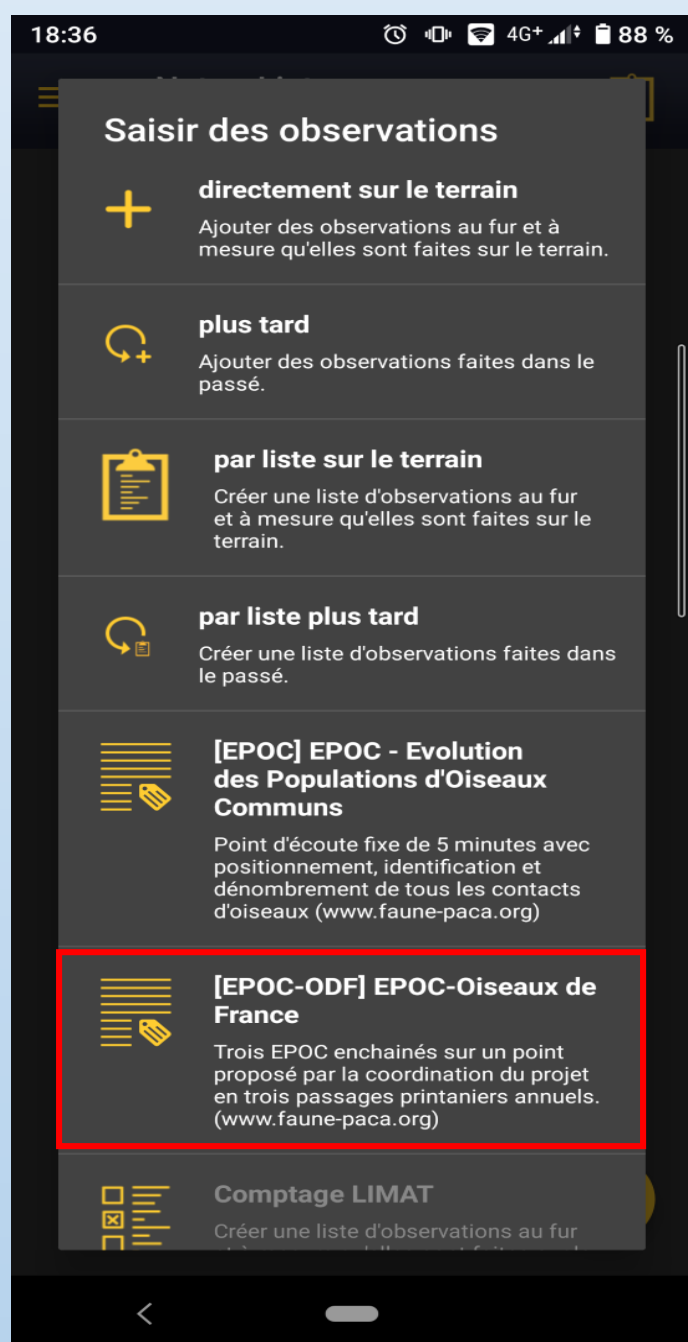 18:36
4G+
88 %
Saisir des observations
directement sur le terrain
Ajouter des observations au fur et à
mesure qu'elles sont faites sur le terrain.
plus tard
Ajouter des observations faites dans le
passé.
par liste sur le terrain
Créer une liste d'observations au fur
et à mesure qu'elles sont faites sur le
terrain.
par liste plus tard
Créer une liste d'observations faites dans
le passé.
[EPOC] EPOC - Evolution
des Populations d'Oiseaux
Communs
Point d'écoute fixe de 5 minutes avec
positionnement, identification et
dénombrement de tous les contacts
d'oiseaux (www.faune-paca.org)
[EPOC-ODF] EPOC-Oiseaux de
France
Trois EPOC enchainés sur un point
proposé par la coordination du projet
en trois passages printaniers annuels.
(www.faune-paca.org)
Comptage LIMAT
Créer une liste d'observations au fur